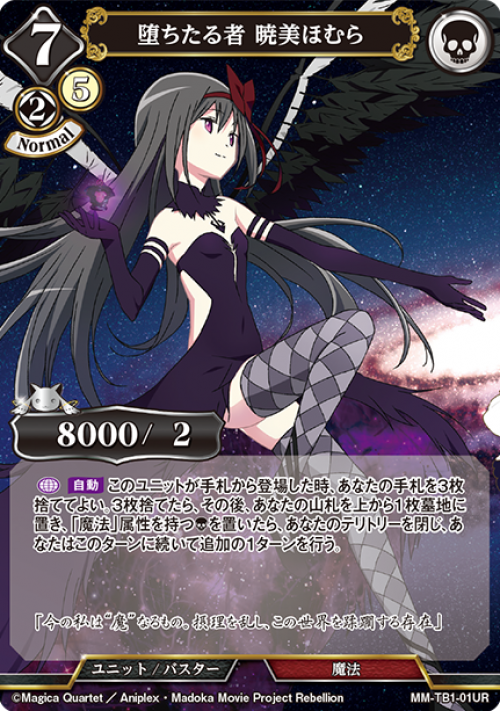 7
堕ちたる者 暁美ほむら
2
5
Normal
8000/ 2
自動 このユニットが手札から登場した時、あなたの手札を3枚
捨ててよい。3枚捨てたら、その後、あなたの山札を上から1枚墓地に
置き、「魔法」属性を持つ を置いたら、あなたのテリトリーを閉じ、あ
なたはこのターンに続いて追加の1ターンを行う。
「今の私は“魔”なるもの。摂理を乱し、この世界を蹂躙する存在」
ユニット / バスター
魔法
©Magica Quartet / Aniplex・Madoka Movie Project Rebellion
MM-TB1-01UR